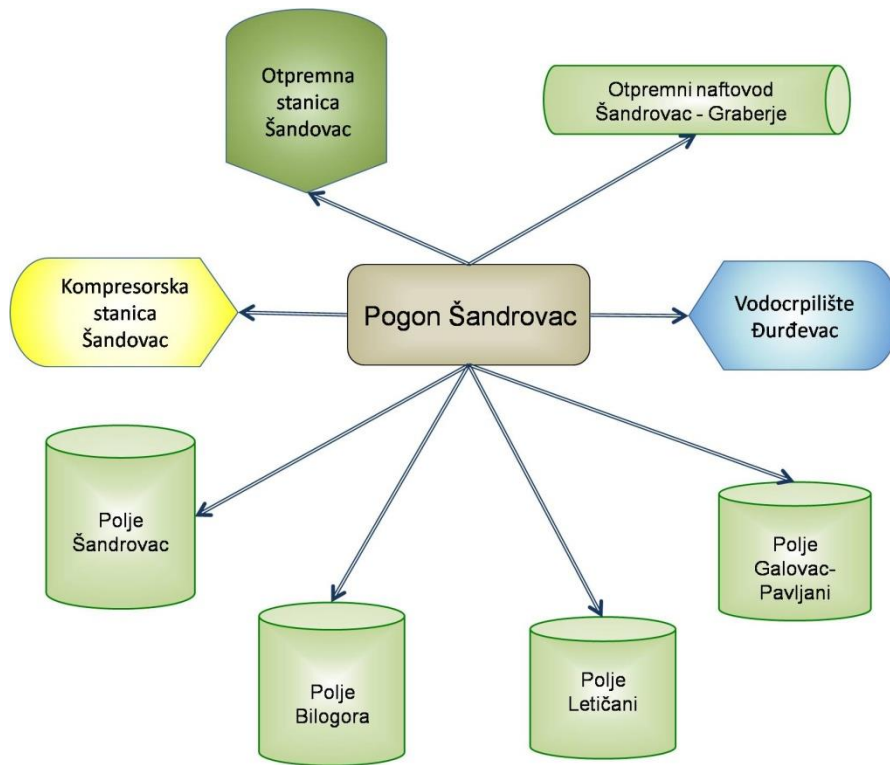 Otpremna
stanica
Šandovac
Otpremni naftovod
Šandrovac - Graberje
Kompresorska
stanica
Šandovac
Pogon Šandrovac
Vodocrpilište
Đurđevac
Polje
Šandrovac
Polje
Galovac-
Pavljani
Polje
Bilogora
Polje
Letičani